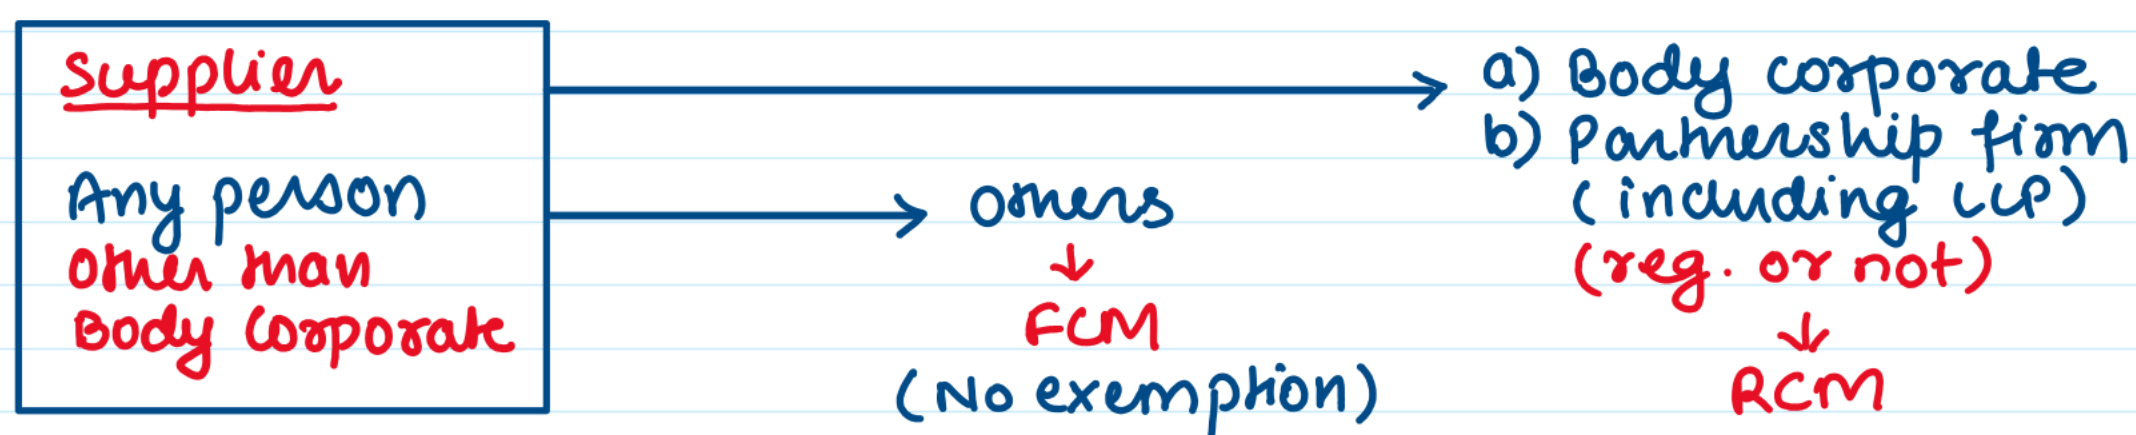 Supplier
Any person
other than
Body Corporate
others
FCM
(No exemption)
a) Body corporate
b) Partnership firm
(including LLP)
(reg. or not)
RCM